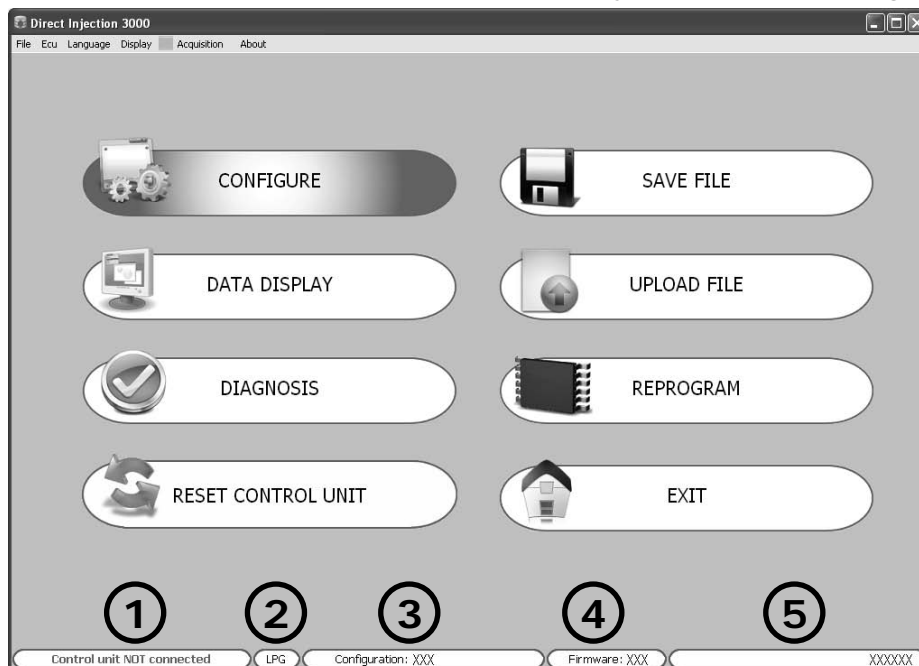 Direct Injection 3000
File Ecu Language Display Acquisition About
CONFIGURE
SAVE FILE
DATA DISPLAY
UPLOAD FILE
DIAGNOSIS
REPROGRAM
RESET CONTROL UNIT
EXIT
1 2 3 4 5
Control unit NOT connected LPG Configuration: XXX Firmware: XXX XXXXXX